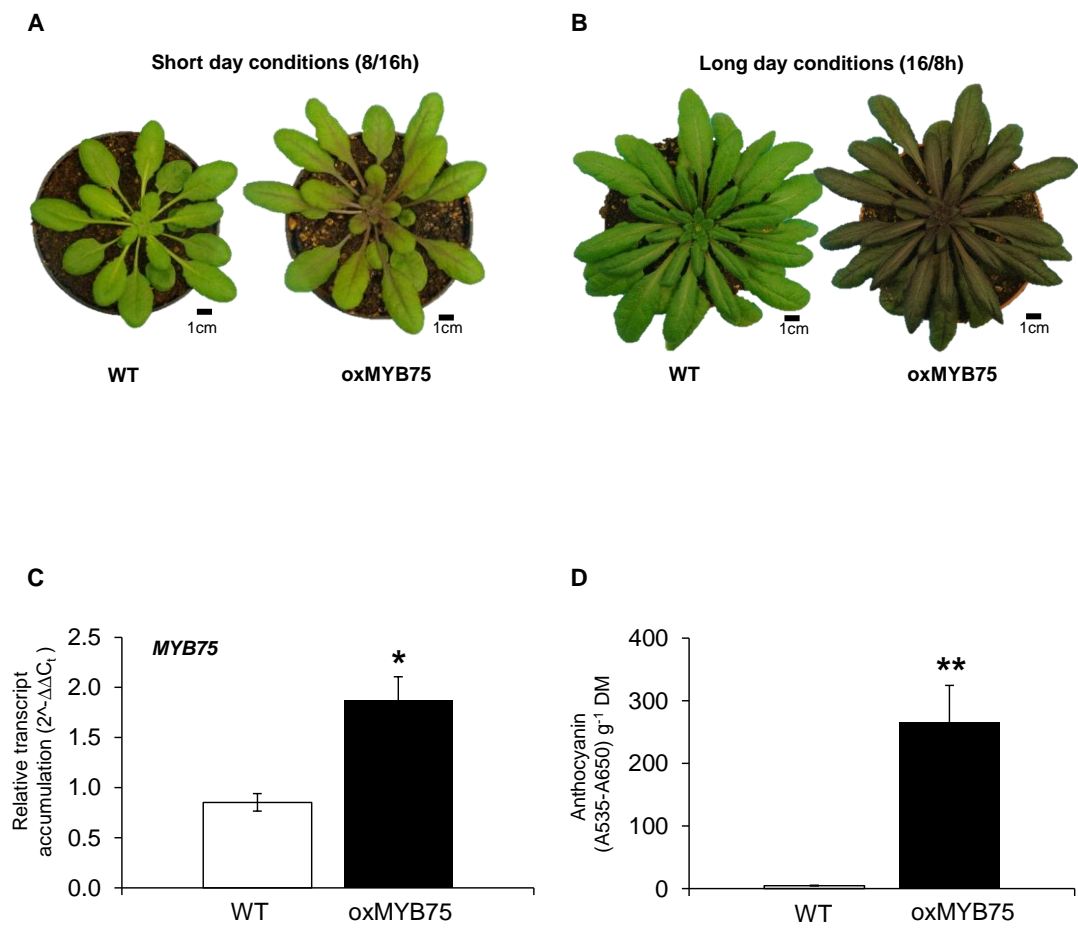 A
B
Short day conditions (8/16h)
Long day conditions (16/8h)
1cm
1cm
1cm
1cm
WT
oxMYB75
WT
oxMYB75
C
D
Relative transcript
accumulation (2^-ΔΔCt )
2.5
2.0
1.5
1.0
0.5
0.0
MYB75
*
WT
oxMYB75
Anthocyanin
(A535-A650) g-1 DM
400
300
200
100
0
**
WT
oxMYB75